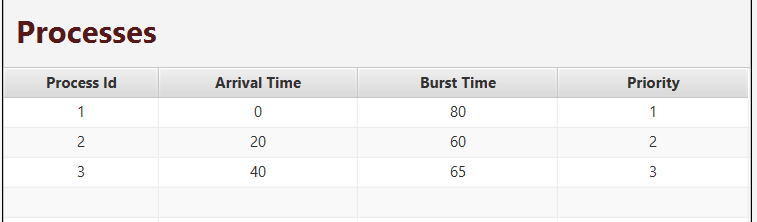 Processes
Process Id Arrival Time Burst Time Priority
1 0 80 1
2 20 60 2
3 40 65 3